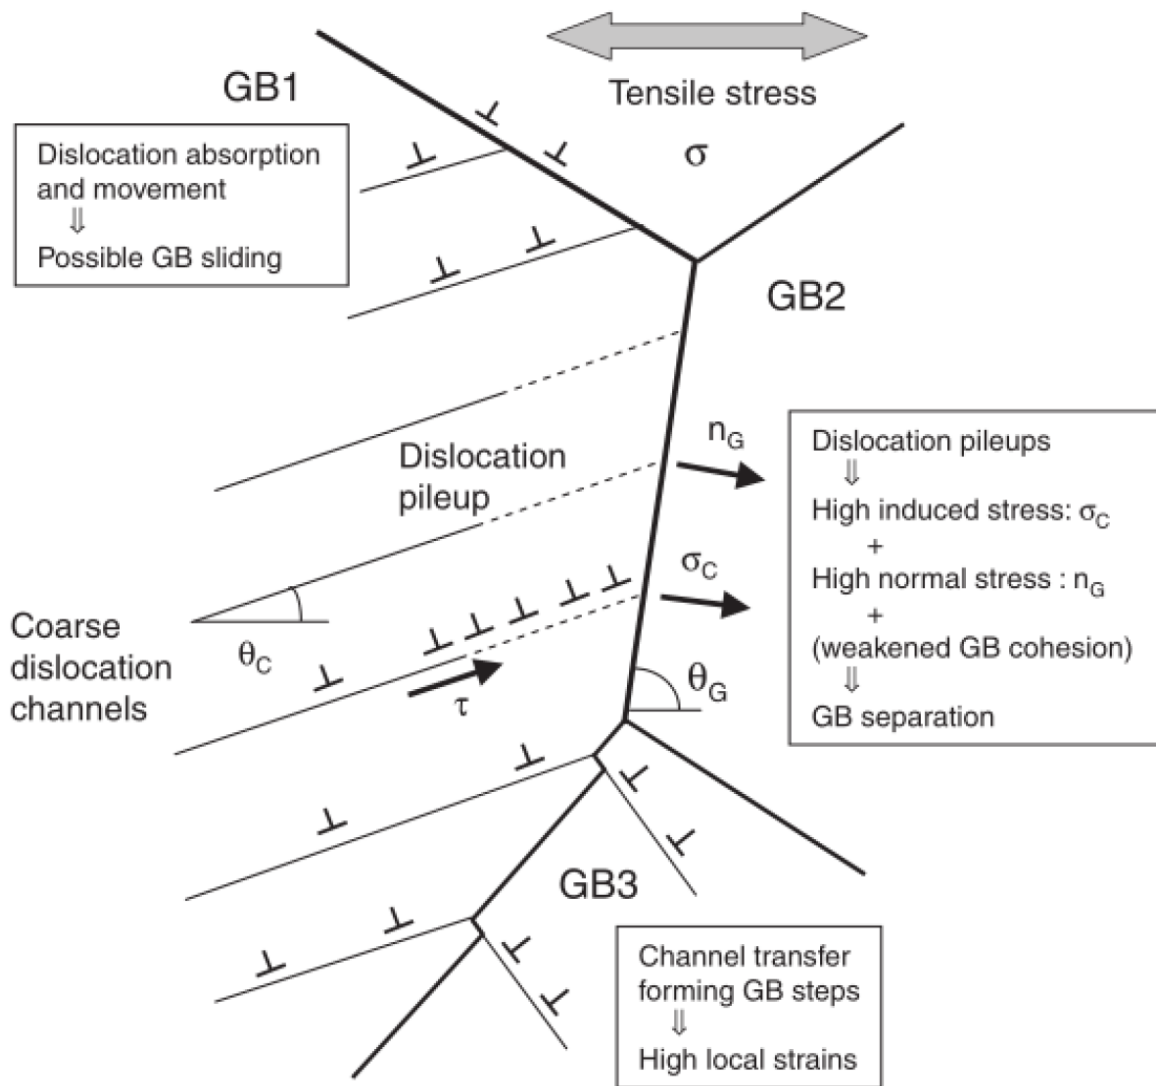 GB1
Tensile stress
σ
Dislocation absorption
and movement
⇓
Possible GB sliding
GB2
Dislocation
pileup
n_G
σ_C
Dislocation pileups
⇓
High induced stress: σ_C
+
High normal stress : n_G
+
(weakened GB cohesion)
⇓
GB separation
Coarse
dislocation
channels
θ_C
τ
θ_G
GB3
Channel transfer
forming GB steps
⇓
High local strains